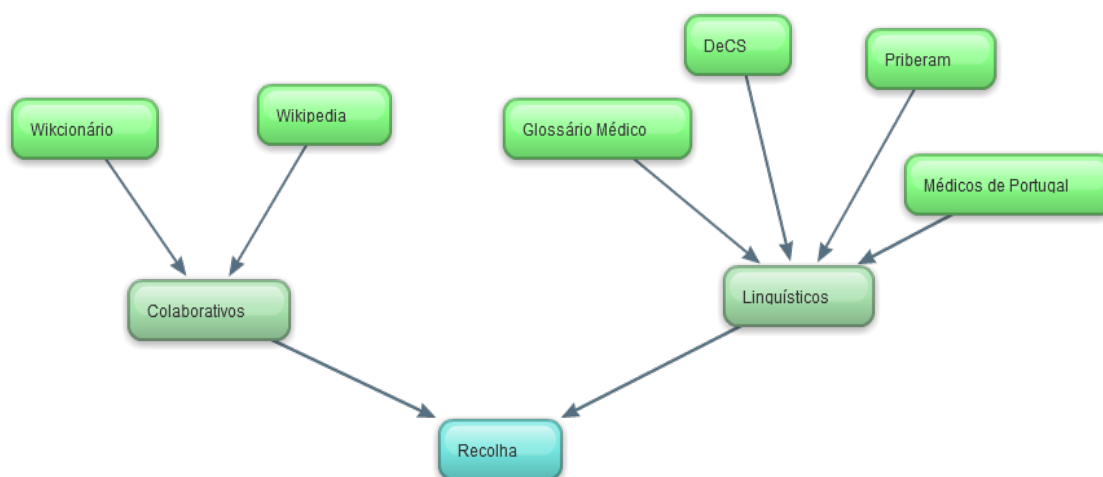 DeCS
Priberam
Wikcionário
Wikipedia
Glossário Médico
Médicos de Portugal
Colaborativos
Linguísticos
Recolha